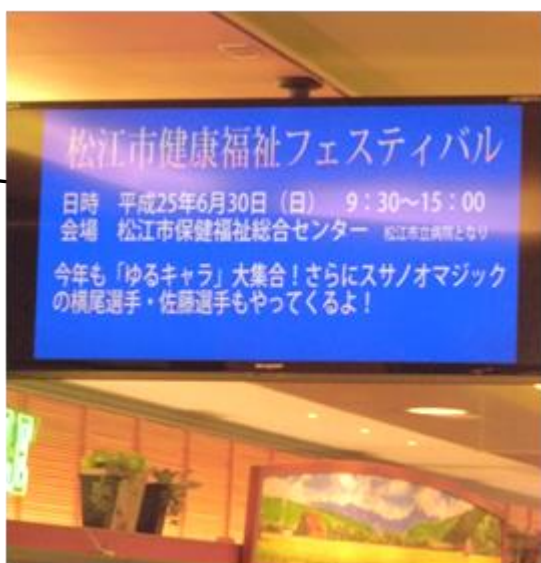 松江市健康福祉フェスティバル
日時　平成25年6月30日（日）　9：30～15：00
会場　松江市保健福祉総合センター　松江市立病院となり
今年も「ゆるキャラ」大集合！さらにスサノオマジック
の横尾選手・佐藤選手もやってくるよ！